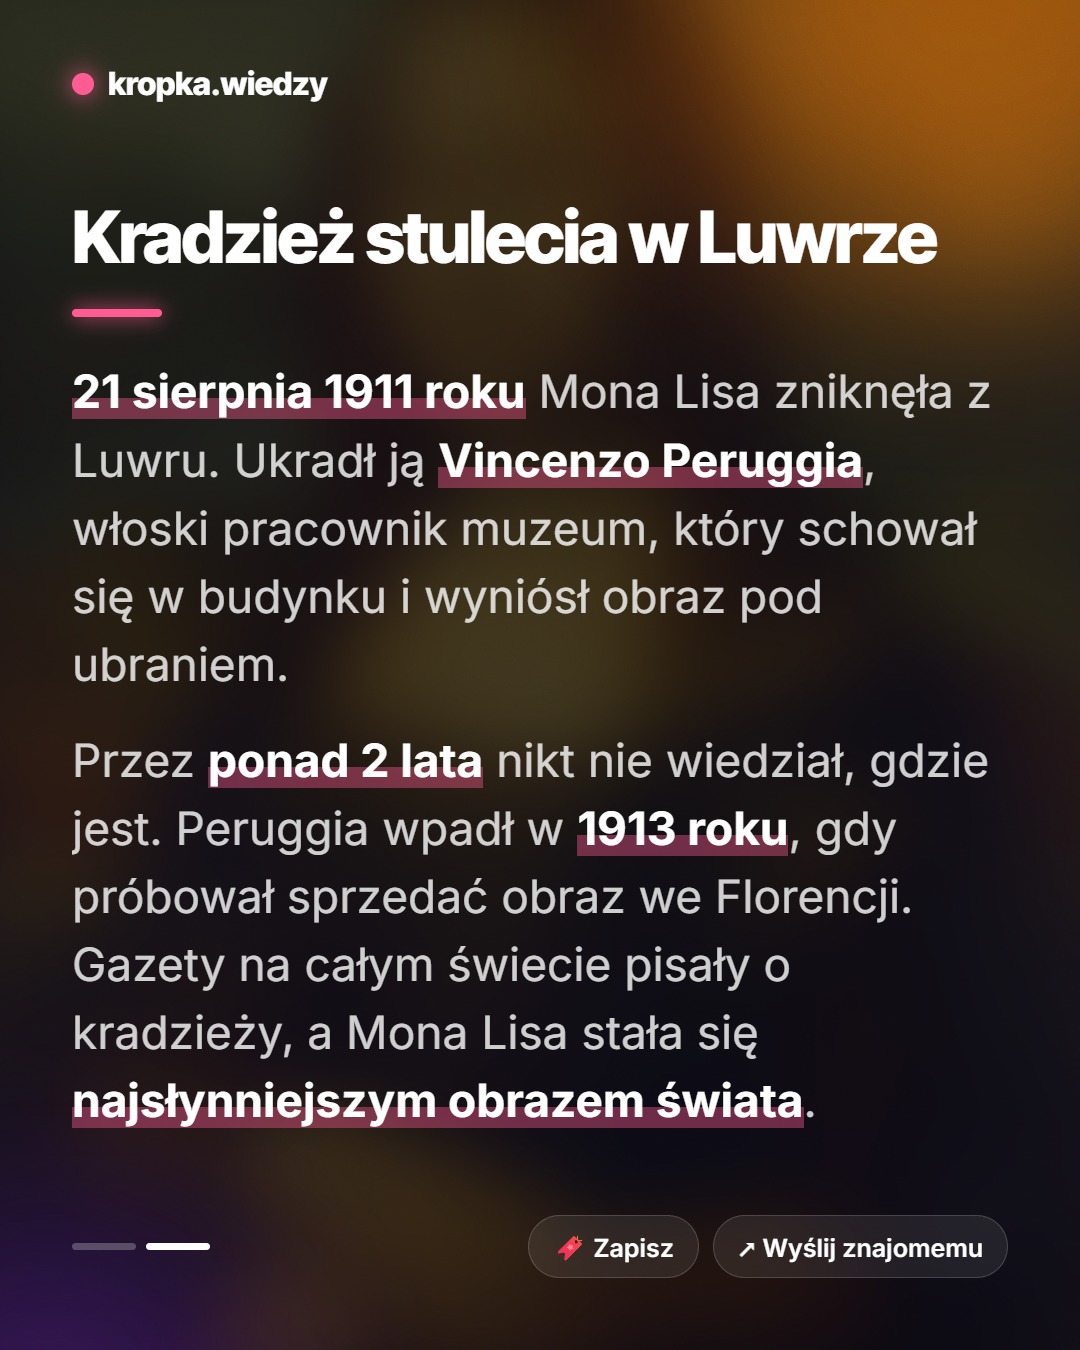 kropka.wiedzy
Kradzież stulecia w Luwrze
21 sierpnia 1911 roku Mona Lisa zniknęła z
Luwru. Ukradł ją Vincenzo Peruggia,
włoski pracownik muzeum, który schował
się w budynku i wyniósł obraz pod
ubraniem.
Przez ponad 2 lata nikt nie wiedział, gdzie
jest. Peruggia wpadł w 1913 roku, gdy
próbował sprzedać obraz we Florencji.
Gazety na całym świecie pisały o
kradzieży, a Mona Lisa stała się
najsłynniejszym obrazem świata.
Zapisz
↗ Wyślij znajomemu